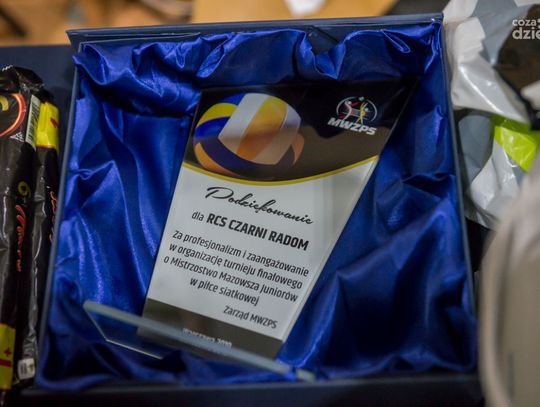 coza
dzie
MWZPS
Podziękowanie
dla RCS CZARNI RADOM
Za profesjonalizm i zaangażowanie
w organizację turnieju finałowego
o Mistrzostwo Mazowsza Juniorów
w piłce siatkowej
Zarząd MWZPS